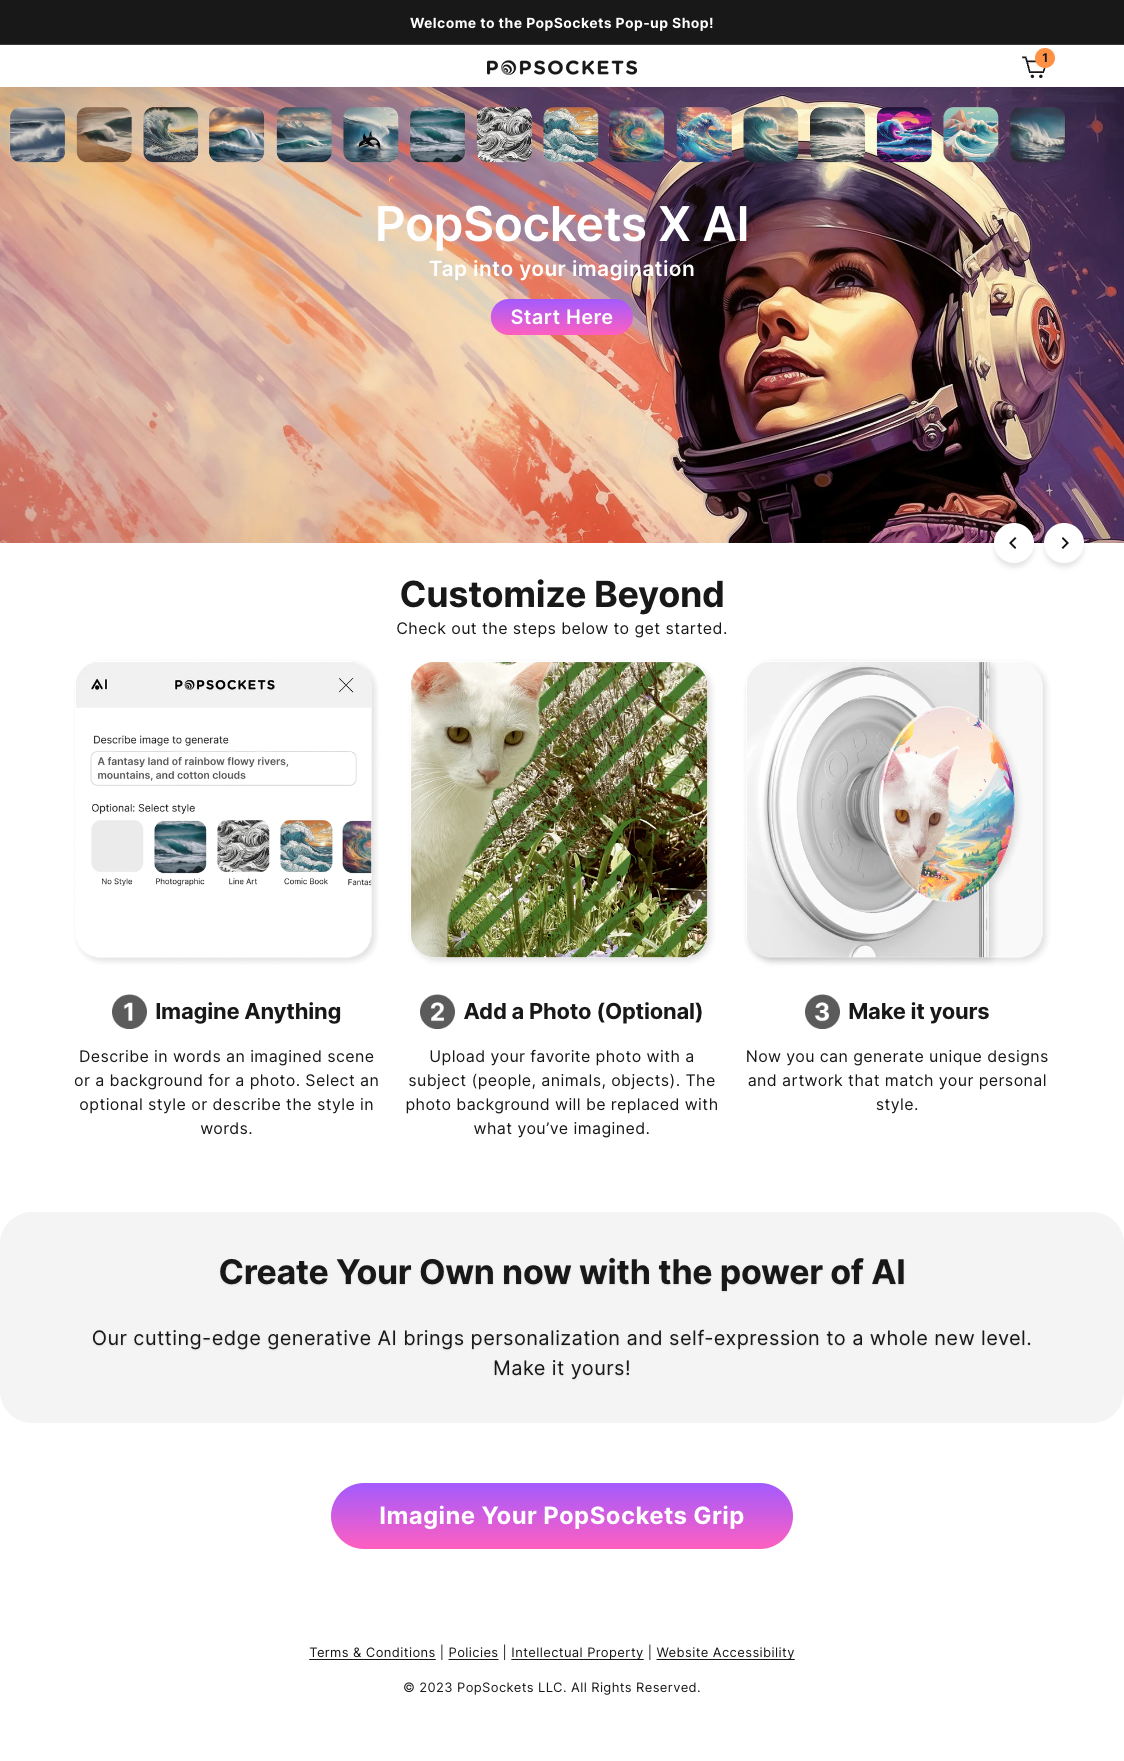 Welcome to the PopSockets Pop-up Shop!
POPSOCKETS
1
PopSockets X AI
Tap into your imagination
Start Here
Customize Beyond
Check out the steps below to get started.
AI
POPSOCKETS
Describe image to generate
A fantasy land of rainbow flowy rivers,
mountains, and cotton clouds
Optional: Select style
No Style
Photographic
Line Art
Comic Book
Fantas
1 Imagine Anything
Describe in words an imagined scene
or a background for a photo. Select an
optional style or describe the style in
words.
2 Add a Photo (Optional)
Upload your favorite photo with a
subject (people, animals, objects). The
photo background will be replaced with
what you’ve imagined.
3 Make it yours
Now you can generate unique designs
and artwork that match your personal
style.
Create Your Own now with the power of AI
Our cutting-edge generative AI brings personalization and self-expression to a whole new level.
Make it yours!
Imagine Your PopSockets Grip
Terms & Conditions | Policies | Intellectual Property | Website Accessibility
© 2023 PopSockets LLC. All Rights Reserved.